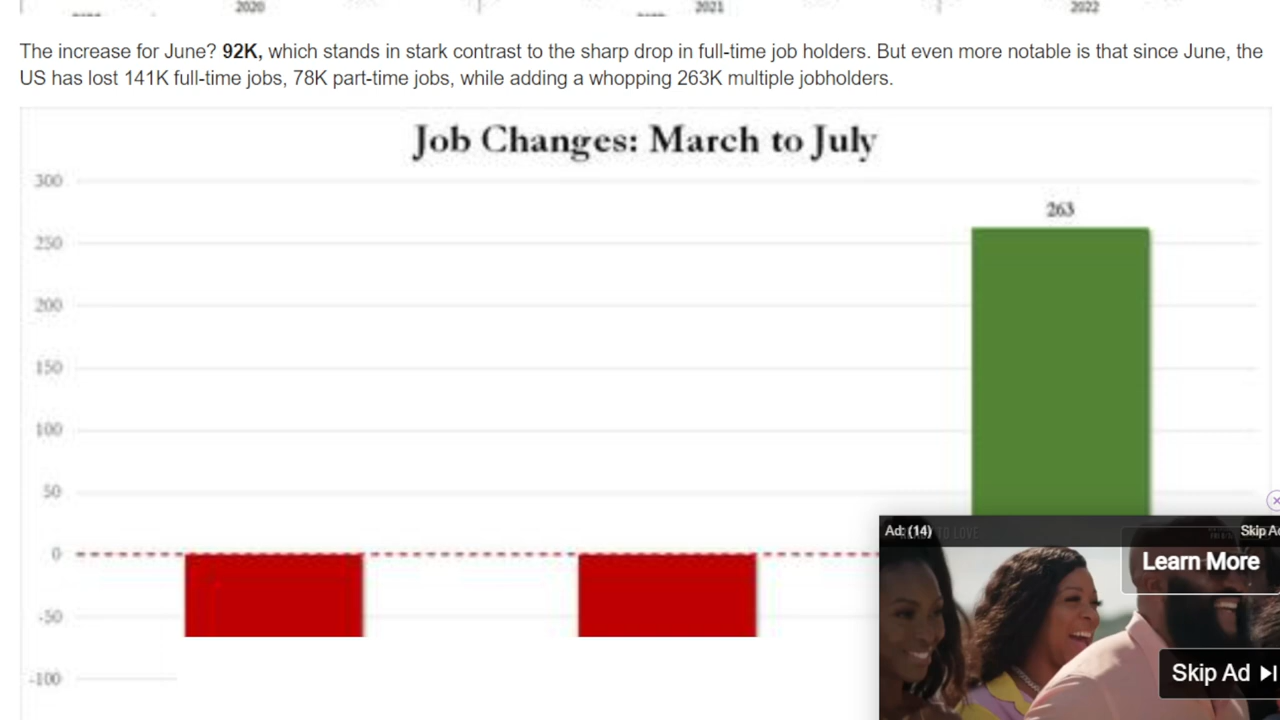 2020 2021 2022
The increase for June? 92K, which stands in stark contrast to the sharp drop in full-time job holders. But even more notable is that since June, the
US has lost 141K full-time jobs, 78K part-time jobs, while adding a whopping 263K multiple jobholders.
Job Changes: March to July
300
263
250
200
150
100
50
0
-50
-100
Ad: (14)
TO LOVE
Skip Ad
Learn More
Skip Ad